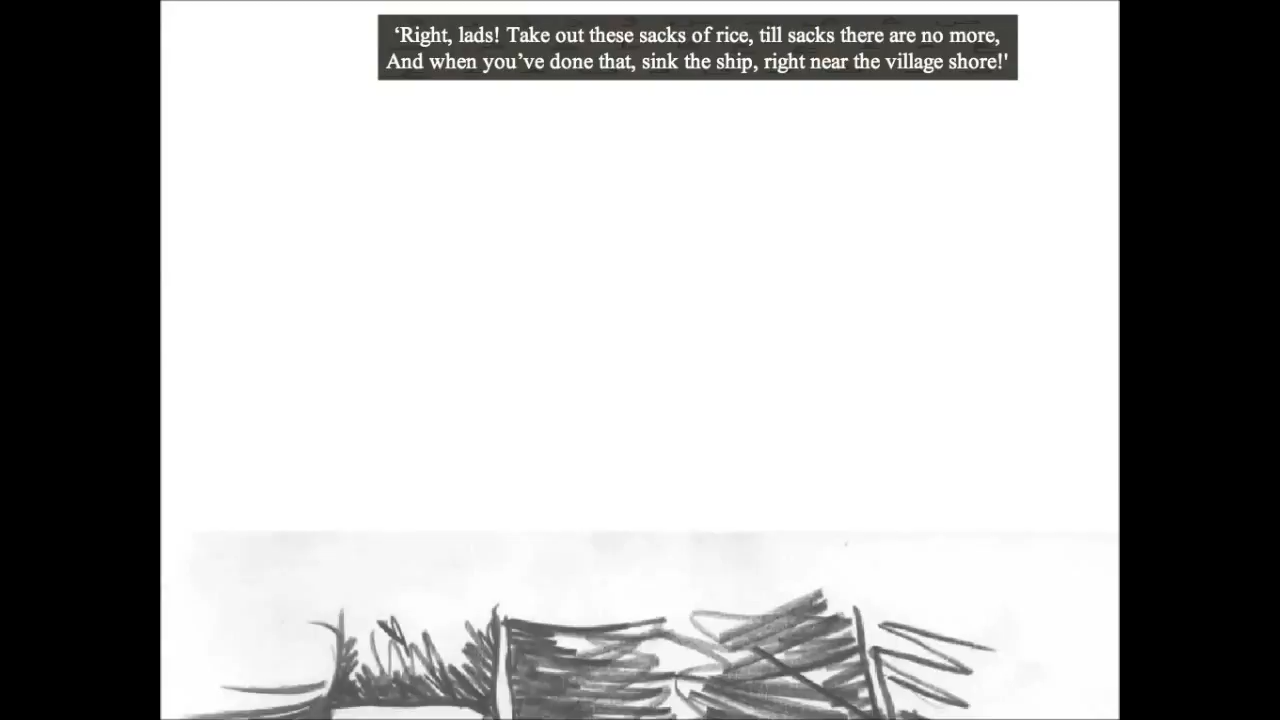 ‘Right, lads! Take out these sacks of rice, till sacks there are no more,
And when you’ve done that, sink the ship, right near the village shore!'